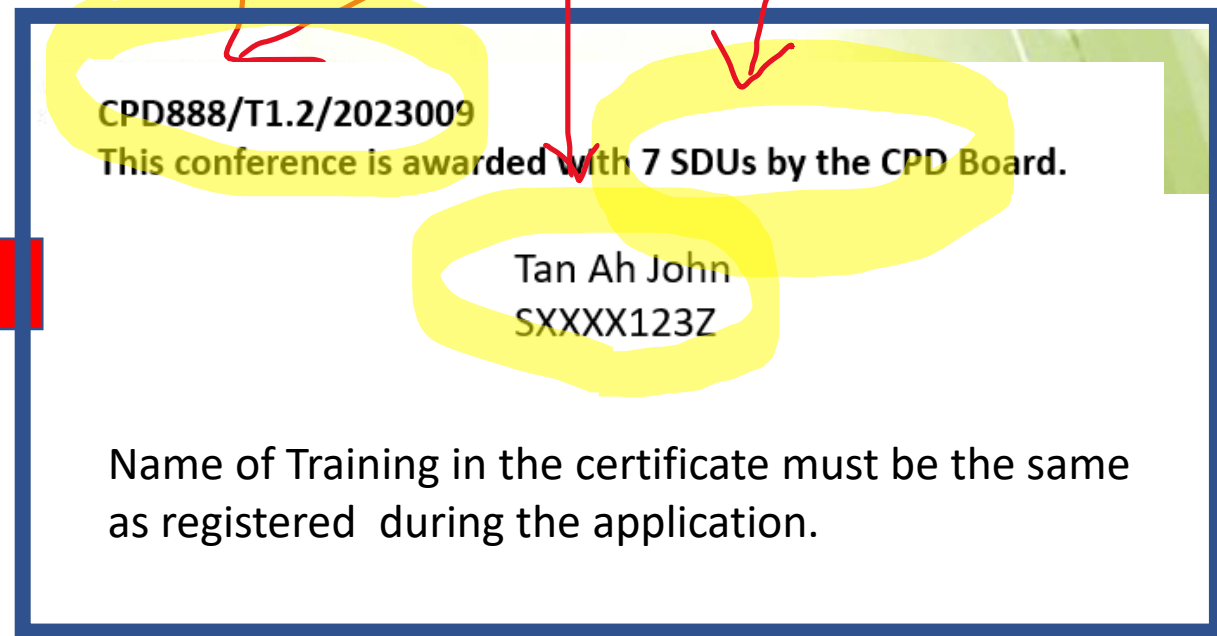 CPD888/T1.2/2023009
This conference is awarded with 7 SDUs by the CPD Board.
Tan Ah John
SXXXX123Z
Name of Training in the certificate must be the same
as registered during the application.